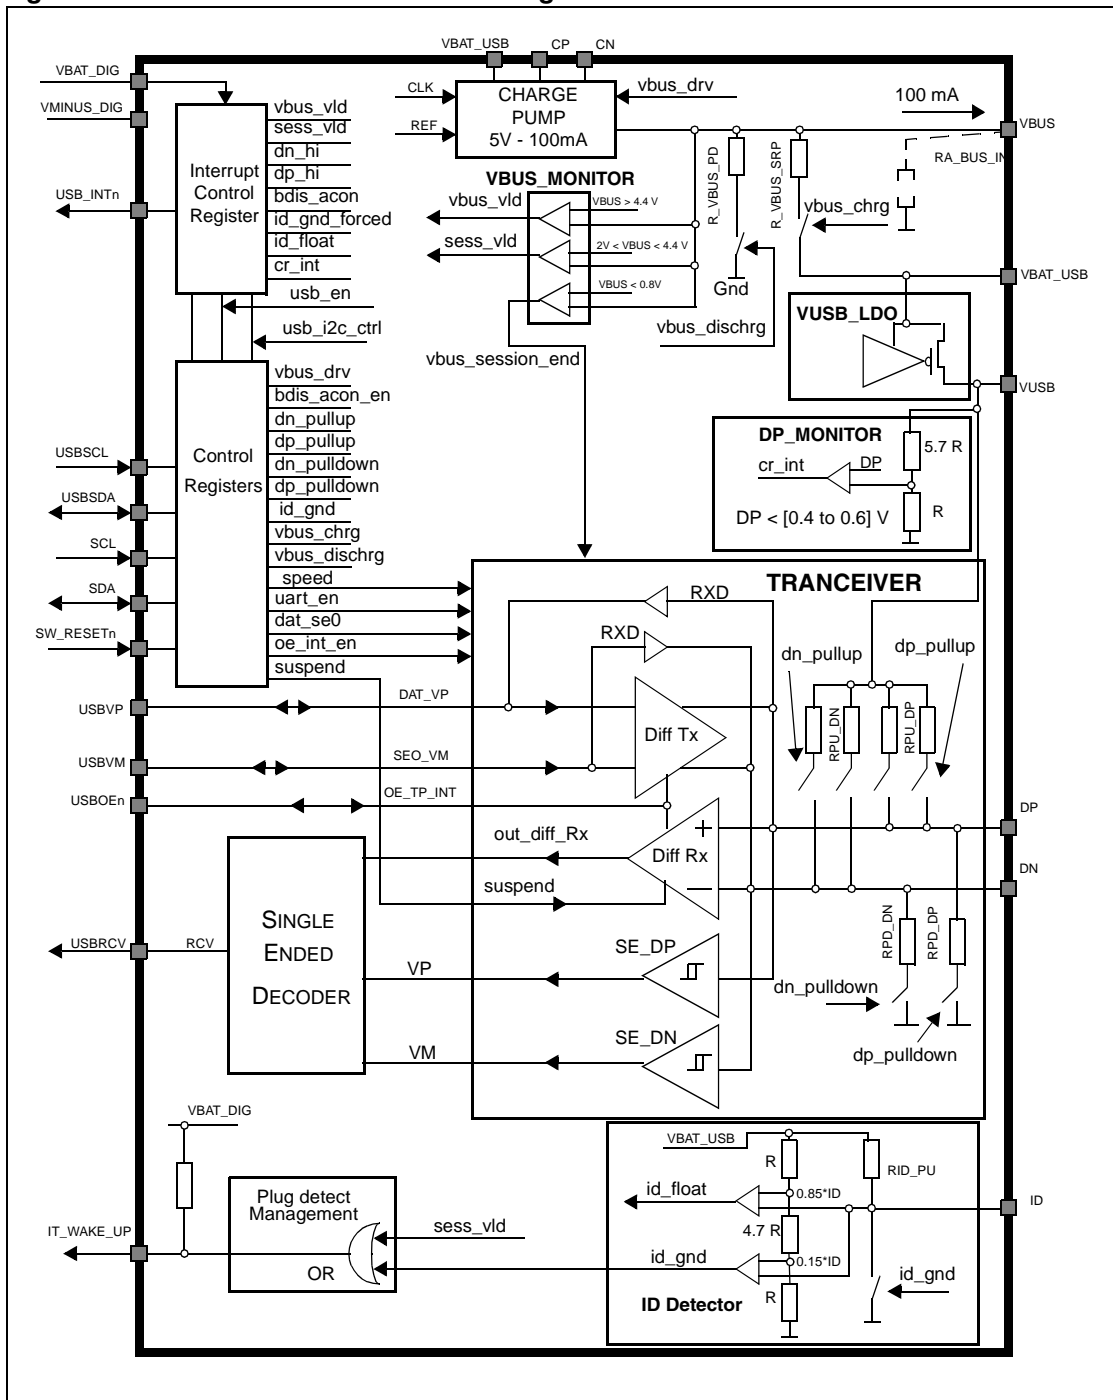 VBAT_USB
CP
CN
VBAT_DIG
VMINUS_DIG
USB_INTn
Interrupt
Control
Register
vbus_vld
sess_vld
dn_hi
dp_hi
bdis_acon
id_gnd_forced
id_float
cr_int
usb_en
usb_i2c_ctrl
CLK
REF
CHARGE
PUMP
5V - 100mA
vbus_drv
100 mA
VBUS
RA_BUS_IN
R_VBUS_PD
R_VBUS_SRP
vbus_chrg
VBUS_MONITOR
vbus_vld
sess_vld
VBUS > 4.4 V
2V < VBUS < 4.4 V
VBUS < 0.8V
Gnd
vbus_dischrg
vbus_session_end
VBAT_USB
VUSB_LDO
VUSB
DP_MONITOR
cr_int
DP
5.7 R
R
DP < [0.4 to 0.6] V
Control
Registers
vbus_drv
bdis_acon_en
dn_pullup
dp_pullup
dn_pulldown
dp_pulldown
id_gnd
vbus_chrg
vbus_dischrg
speed
uart_en
dat_se0
oe_int_en
suspend
USBSCL
USBSDA
SCL
SDA
SW_RESETn
USBVP
USBVM
USBOEn
DAT_VP
SEO_VM
OE_TP_INT
TRANCEIVER
RXD
RXD
dn_pullup
dp_pullup
RPU_DN
RPU_DP
Diff Tx
Diff Rx
out_diff_Rx
suspend
DP
DN
SINGLE
ENDED
DECODER
USBRCV
RCV
VP
VM
SE_DP
SE_DN
RPD_DN
RPD_DP
dn_pulldown
dp_pulldown
VBAT_DIG
IT_WAKE_UP
Plug detect
Management
OR
sess_vld
VBAT_USB
R
RID_PU
id_float
0.85*ID
4.7 R
id_gnd
0.15*ID
R
id_gnd
ID
ID Detector